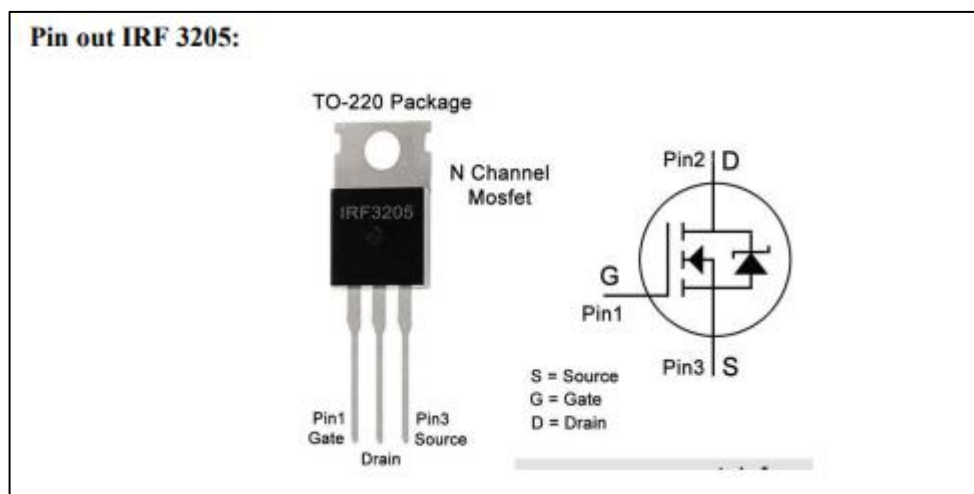 Pin out IRF 3205:
TO-220 Package
N Channel
Mosfet
IRF3205
Pin2
D
G
Pin1
Pin3
S
S = Source
G = Gate
D = Drain
Pin1
Gate
Drain
Pin3
Source